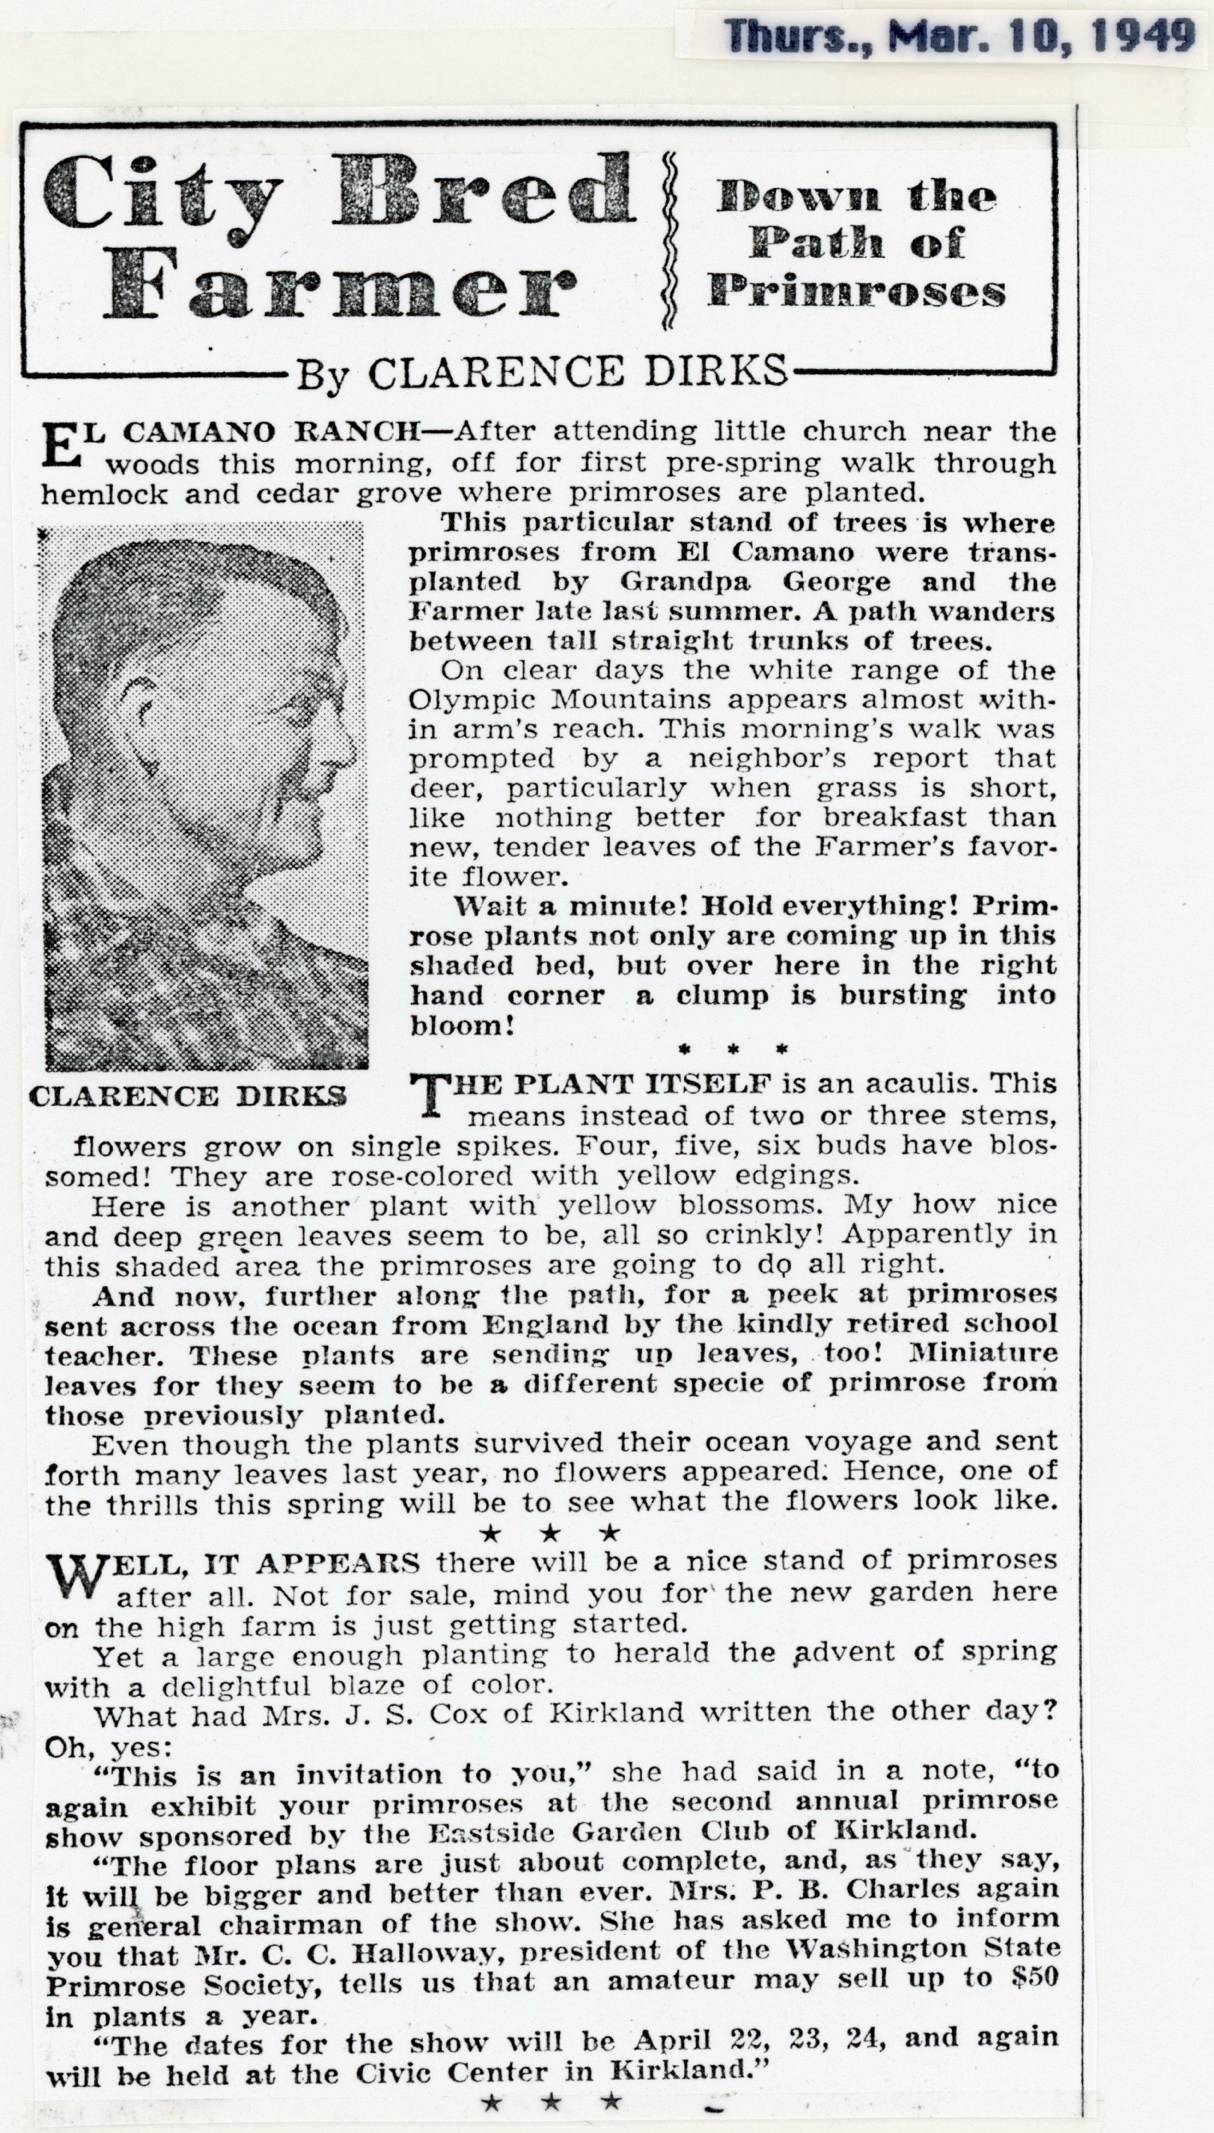 Thurs., Mar. 10, 1949
City Bred
Farmer
Down the
Path of
Primroses
By CLARENCE DIRKS
EL CAMANO RANCH—After attending little church near the
woods this morning, off for first pre-spring walk through
hemlock and cedar grove where primroses are planted.
This particular stand of trees is where
primroses from El Camano were trans-
planted by Grandpa George and the
Farmer late last summer. A path wanders
between tall straight trunks of trees.
On clear days the white range of the
Olympic Mountains appears almost with-
in arm's reach. This morning's walk was
prompted by a neighbor's report that
deer, particularly when grass is short,
like nothing better for breakfast than
new, tender leaves of the Farmer's favor-
ite flower.
Wait a minute! Hold everything! Prim-
rose plants not only are coming up in this
shaded bed, but over here in the right
hand corner a clump is bursting into
bloom!
* * *
CLARENCE DIRKS
THE PLANT ITSELF is an acaulis. This
means instead of two or three stems,
flowers grow on single spikes. Four, five, six buds have blos-
somed! They are rose-colored with yellow edgings.
Here is another plant with yellow blossoms. My how nice
and deep green leaves seem to be, all so crinkly! Apparently in
this shaded area the primroses are going to do all right.
And now, further along the path, for a peek at primroses
sent across the ocean from England by the kindly retired school
teacher. These plants are sending up leaves, too! Miniature
leaves for they seem to be a different specie of primrose from
those previously planted.
Even though the plants survived their ocean voyage and sent
forth many leaves last year, no flowers appeared. Hence, one of
the thrills this spring will be to see what the flowers look like.
★ ★ ★
WELL, IT APPEARS there will be a nice stand of primroses
after all. Not for sale, mind you for the new garden here
on the high farm is just getting started.
Yet a large enough planting to herald the advent of spring
with a delightful blaze of color.
What had Mrs. J. S. Cox of Kirkland written the other day?
Oh, yes:
"This is an invitation to you," she had said in a note, "to
again exhibit your primroses at the second annual primrose
show sponsored by the Eastside Garden Club of Kirkland.
"The floor plans are just about complete, and, as they say,
it will be bigger and better than ever. Mrs. P. B. Charles again
is general chairman of the show. She has asked me to inform
you that Mr. C. C. Halloway, president of the Washington State
Primrose Society, tells us that an amateur may sell up to $50
in plants a year.
"The dates for the show will be April 22, 23, 24, and again
will be held at the Civic Center in Kirkland."
★ ★ ★